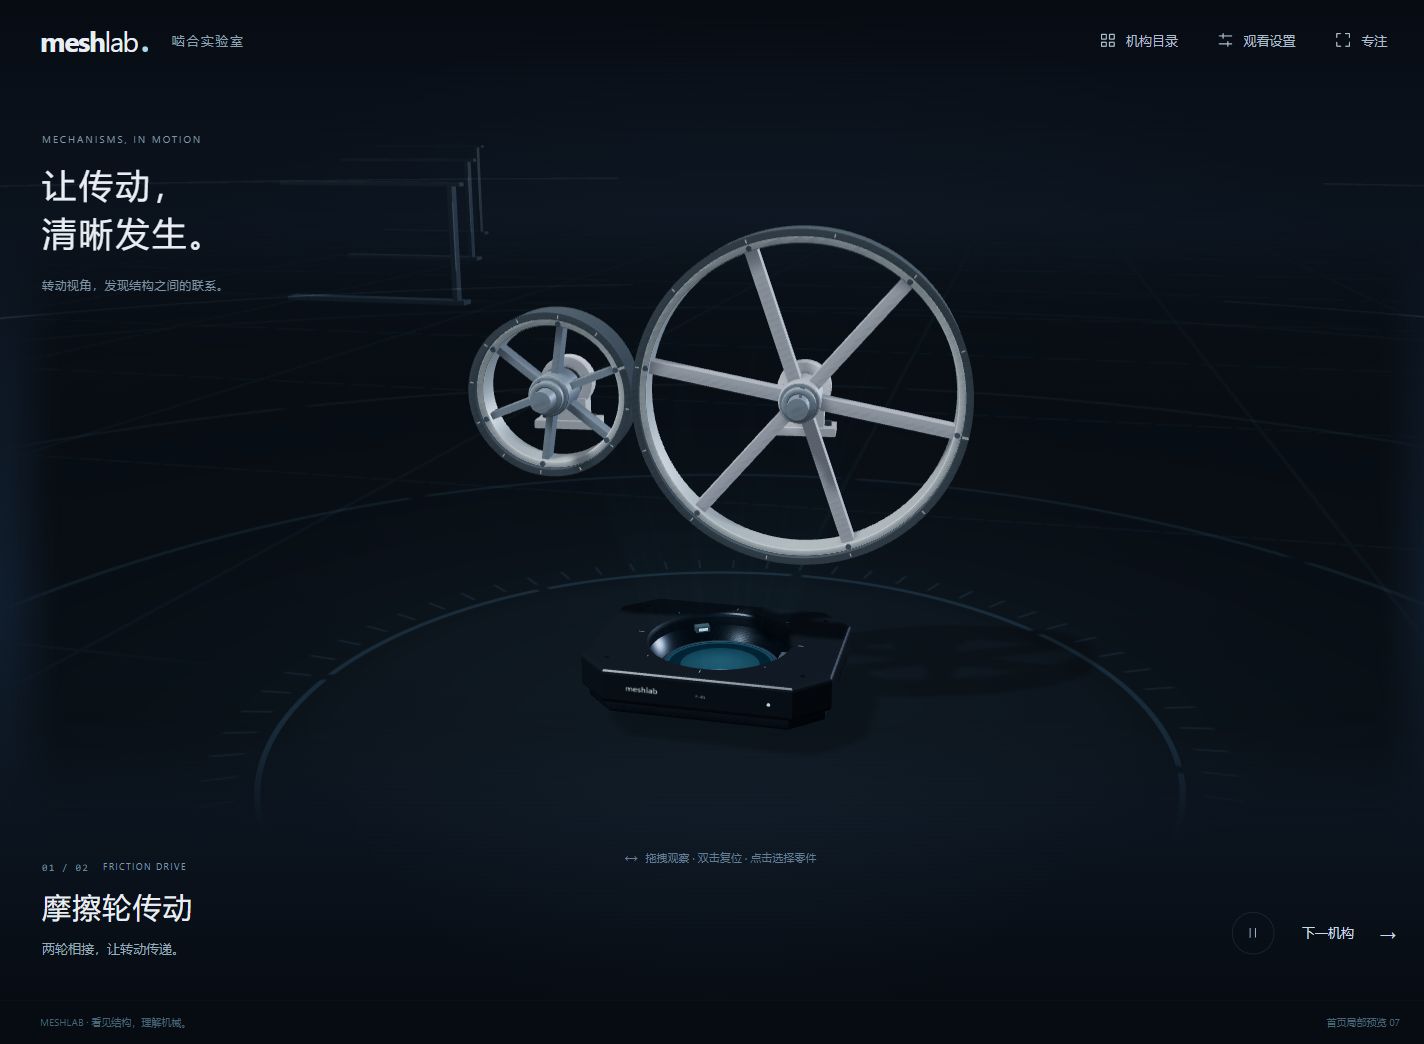 meshlab. 啮合实验室
机构目录
观看设置
专注
MECHANISMS, IN MOTION
让传动，
清晰发生。
转动视角，发现结构之间的联系。
meshlab
拖拽观察 · 双击复位 · 点击选择零件
01 / 02 FRICTION DRIVE
摩擦轮传动
两轮相接，让转动传递。
下一机构 →
MESHLAB · 看见结构，理解机械。
首页局部预览 07